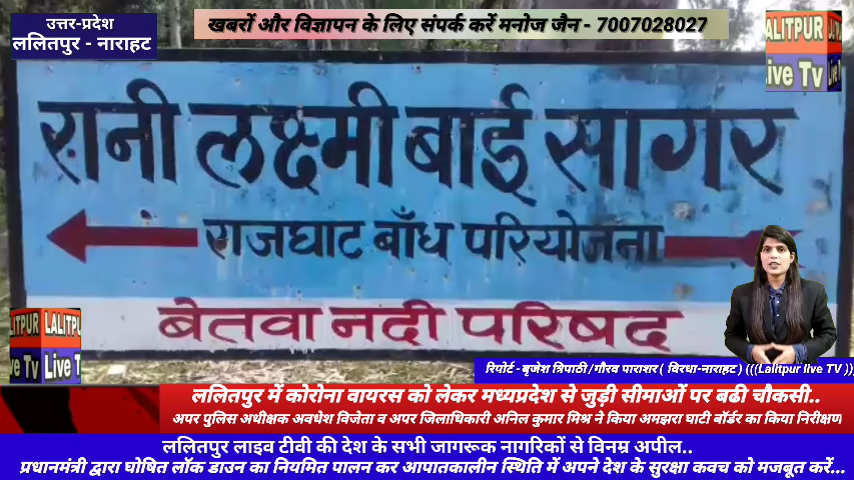 उत्तर-प्रदेश
ललितपुर - नाराहट
खबरों और विज्ञापन के लिए संपर्क करें मनोज जैन - 7007028027
LALITPUR
Live Tv
रानी लक्ष्मी बाई सागर
राजघाट बाँध परियोजना
बेतवा नदी परिषद
LALITPUR
Live Tv
रिपोर्ट - बृजेश त्रिपाठी /गौरव पाराशर ( विरधा-नाराहट ) (((Lalitpur live TV )))
ललितपुर में कोरोना वायरस को लेकर मध्यप्रदेश से जुड़ी सीमाओं पर बढी चौकसी..
अपर पुलिस अधीक्षक अवधेश विजेता व अपर जिलाधिकारी अनिल कुमार मिश्र ने किया अमझरा घाटी बॉर्डर का किया निरीक्षण
ललितपुर लाइव टीवी की देश के सभी जागरूक नागरिकों से विनम्र अपील..
प्रधानमंत्री द्वारा घोषित लॉक डाउन का नियमित पालन कर आपातकालीन स्थिति में अपने देश के सुरक्षा कवच को मजबूत करें...